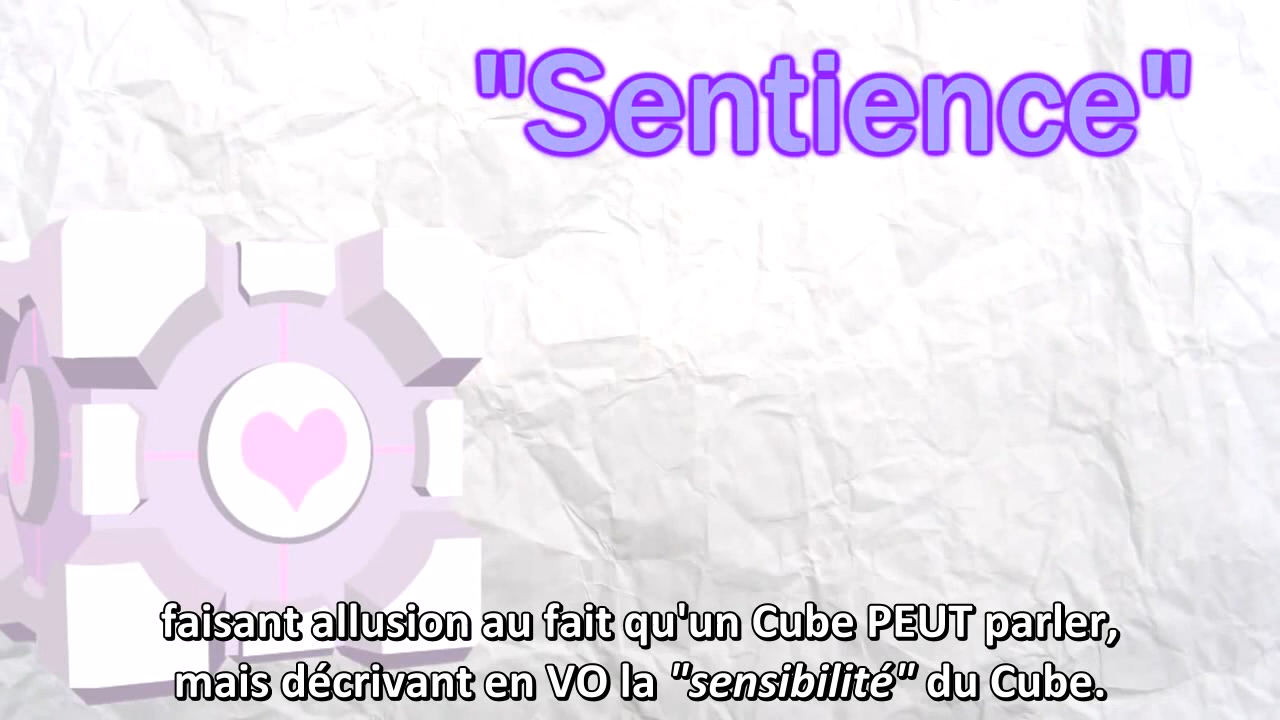 "Sentience"
faisant allusion au fait qu'un Cube PEUT parler,
mais décrivant en VO la "sensibilité" du Cube.